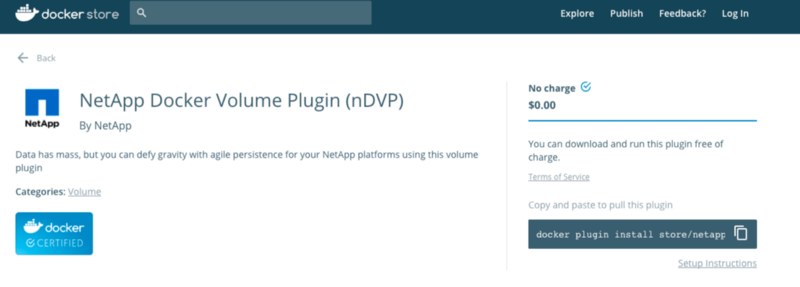 docker store
Explore Publish Feedback? Log In
Back
NetApp
NetApp Docker Volume Plugin (nDVP)
By NetApp
Data has mass, but you can defy gravity with agile persistence for your NetApp platforms using this volume
plugin
Categories: Volume
docker
CERTIFIED
No charge
$0.00
You can download and run this plugin free of
charge.
Terms of Service
Copy and paste to pull this plugin
docker plugin install store/netapp
Setup Instructions